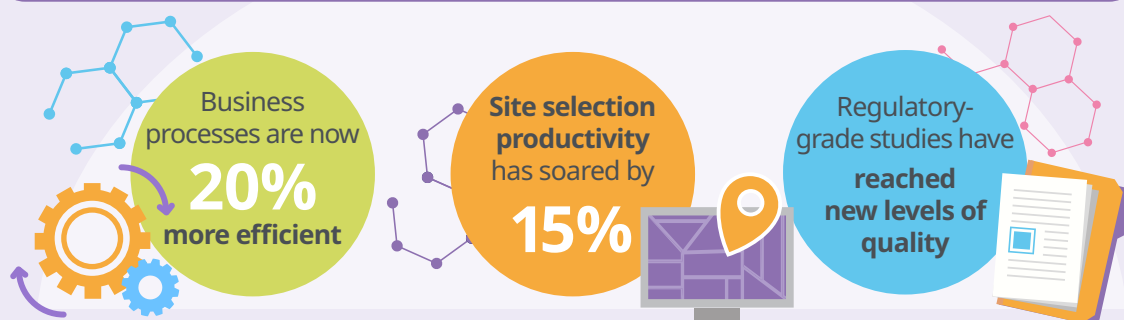 Business
processes are now
20%
more efficient
Site selection
productivity
has soared by
15%
Regulatory-
grade studies have
reached
new levels of
quality